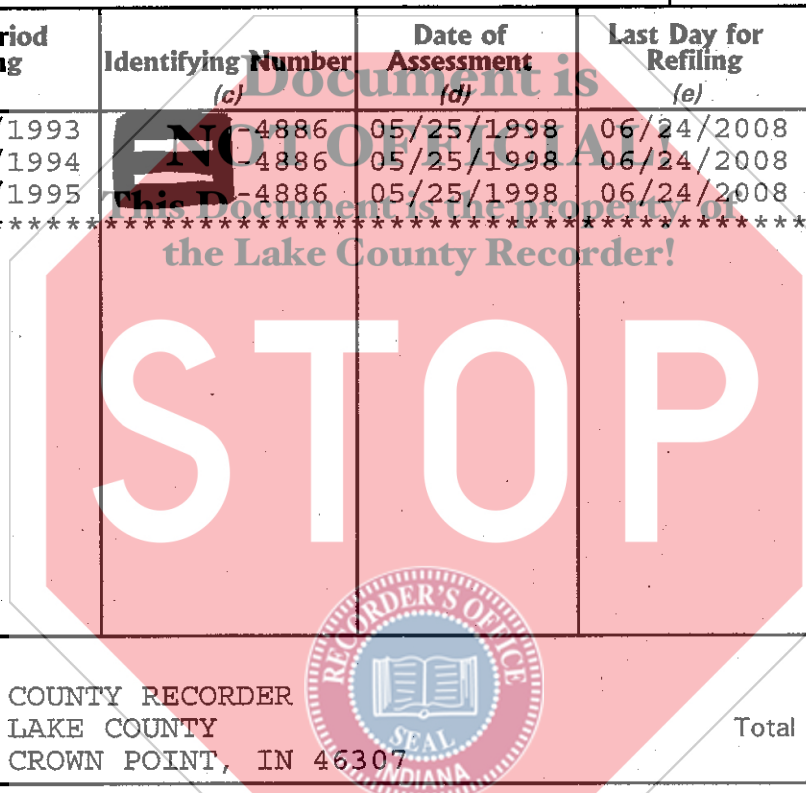 riod Identifying Number Date of Last Day for
g (c) Assessment Refiling
(d) (e)
/1993 -4886 05/25/1998 06/24/2008
/1994 -4886 05/25/1998 06/24/2008
/1995 -4886 05/25/1998 06/24/2008
Document is
NOT OFFICIAL!
This Document is the property of
the Lake County Recorder!
STOP
COUNTY RECORDER
LAKE COUNTY Total
CROWN POINT, IN 46307
RECORDER'S OFFICE
SEAL
INDIANA